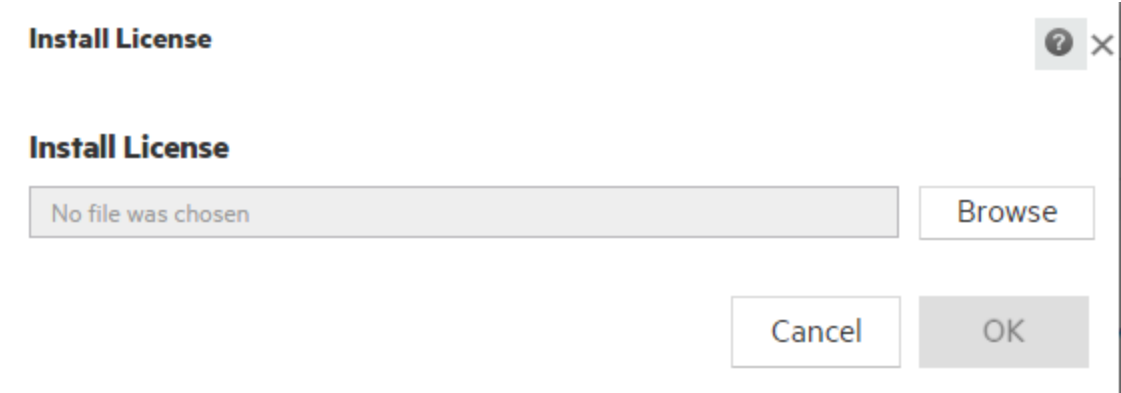 Install License
Install License
No file was chosen
Browse
Cancel
OK